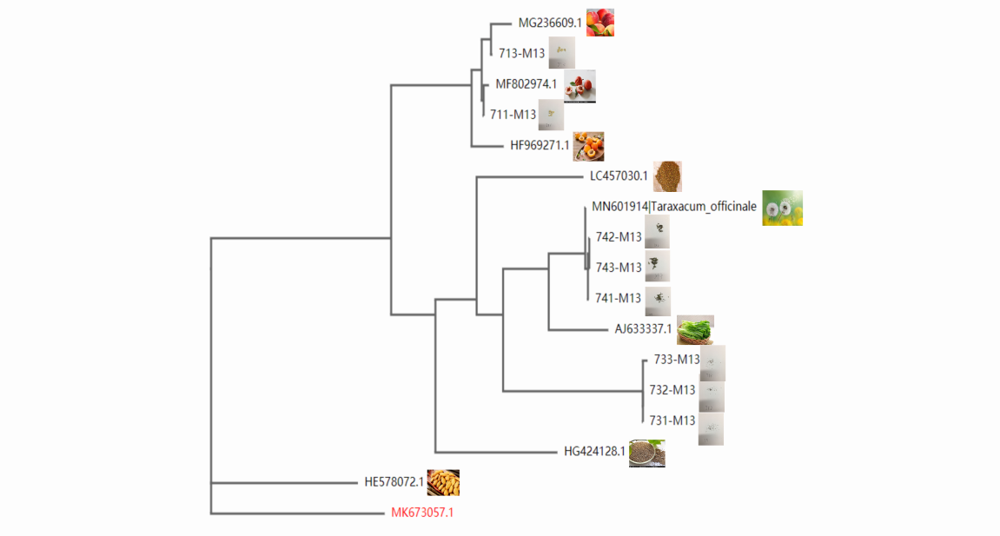 MG236609.1
713-M13
MF802974.1
711-M13
HF969271.1
LC457030.1
MN601914|Taraxacum_officinale
742-M13
743-M13
741-M13
AJ633337.1
733-M13
732-M13
731-M13
HG424128.1
HE578072.1
MK673057.1